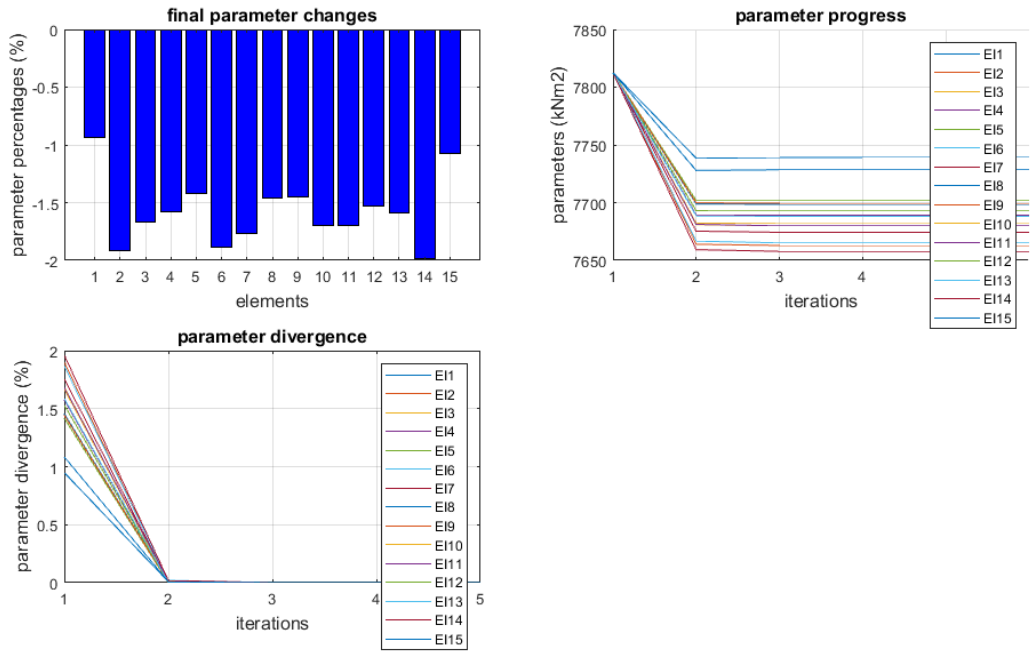 final parameter changes
parameter percentages (%)
0
-0.5
-1
-1.5
-2
1 2 3 4 5 6 7 8 9 10 11 12 13 14 15
elements
parameter progress
parameters (kNm2)
7850
7800
7750
7700
7650
1 2 3 4
iterations
EI1
EI2
EI3
EI4
EI5
EI6
EI7
EI8
EI9
EI10
EI11
EI12
EI13
EI14
EI15
parameter divergence
parameter divergence (%)
2
1.5
1
0.5
0
1 2 3 4 5
iterations
EI1
EI2
EI3
EI4
EI5
EI6
EI7
EI8
EI9
EI10
EI11
EI12
EI13
EI14
EI15